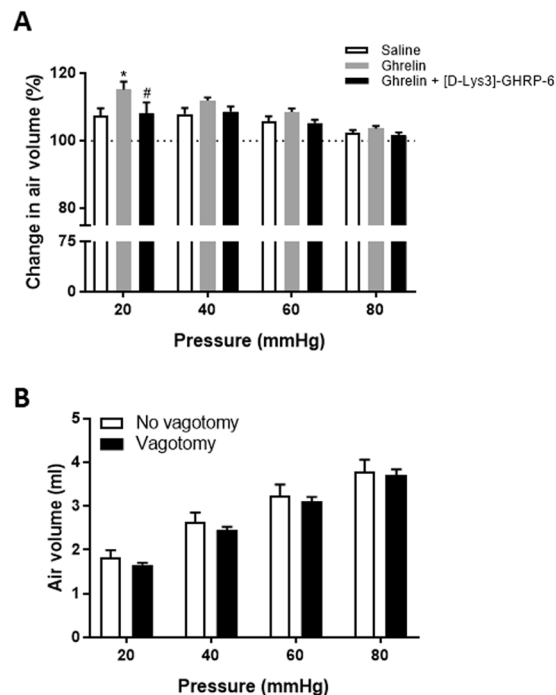 A
Saline
Ghrelin
Ghrelin + [D-Lys3]-GHRP-6
Change in air volume (%)
120
100
80
75
0
*
#
20 40 60 80
Pressure (mmHg)
B
No vagotomy
Vagotomy
Air volume (ml)
5
4
3
2
1
0
20 40 60 80
Pressure (mmHg)